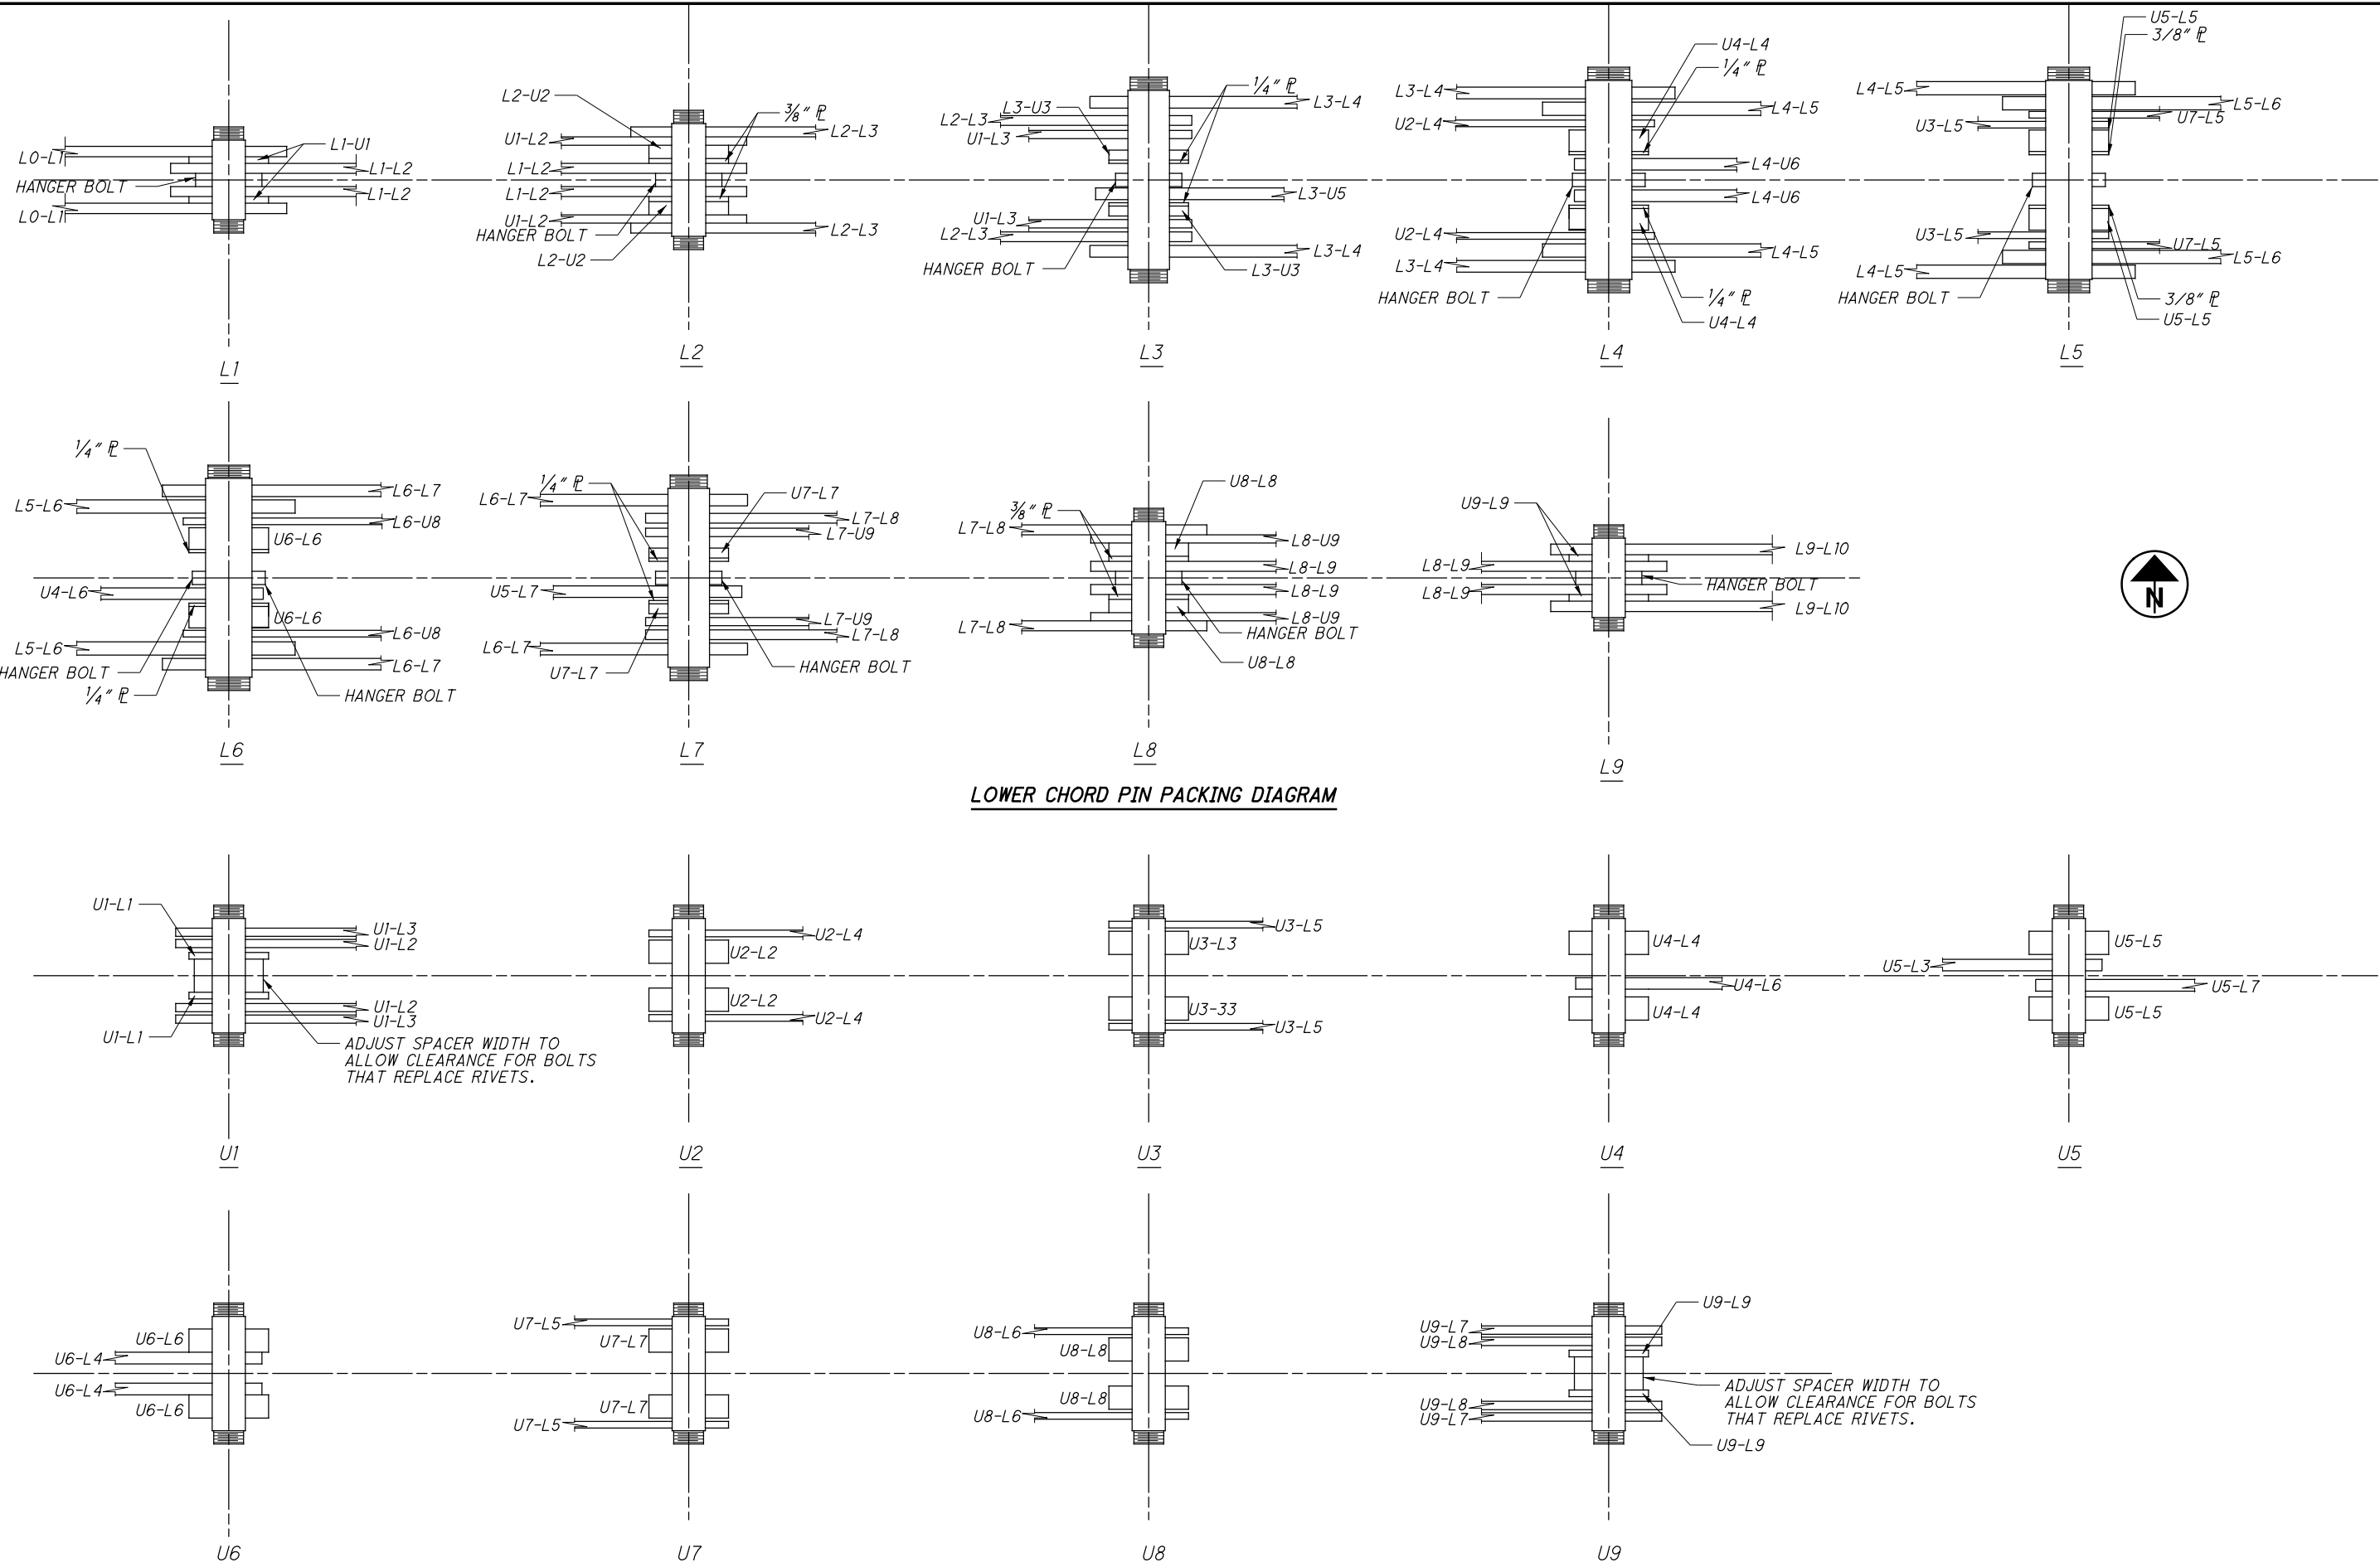 L0-L1
HANGER BOLT
L0-L1
L1-U1
L1-L2
L1-L2
L1
L2-U2
U1-L2
L1-L2
L1-L2
U1-L2
HANGER BOLT
L2-U2
3/8" ⅊
L2-L3
L2-L3
L2
L3-U3
L2-L3
U1-L3
U1-L3
L2-L3
HANGER BOLT
1/4" ⅊
L3-L4
L3-U5
L3-L4
L3-U3
L3
L3-L4
U2-L4
U2-L4
L3-L4
HANGER BOLT
U4-L4
1/4" ⅊
L4-L5
L4-U6
L4-U6
L4-L5
1/4" ⅊
U4-L4
L4
L4-L5
U3-L5
U3-L5
L4-L5
HANGER BOLT
U5-L5
3/8" ⅊
L5-L6
U7-L5
U7-L5
L5-L6
3/8" ⅊
U5-L5
L5
1/4" ⅊
L5-L6
U4-L6
L5-L6
HANGER BOLT
1/4" ⅊
L6-L7
L6-U8
U6-L6
U6-L6
L6-U8
L6-L7
HANGER BOLT
L6
1/4" ⅊
L6-L7
U5-L7
L6-L7
U7-L7
U7-L7
L7-L8
L7-U9
L7-U9
L7-L8
HANGER BOLT
L7
3/8" ⅊
L7-L8
L7-L8
U8-L8
L8-U9
L8-L9
L8-L9
L8-U9
HANGER BOLT
U8-L8
L8
U9-L9
L8-L9
L8-L9
L9-L10
HANGER BOLT
L9-L10
L9
N
LOWER CHORD PIN PACKING DIAGRAM
U1-L1
U1-L1
U1-L3
U1-L2
U1-L2
U1-L3
ADJUST SPACER WIDTH TO
ALLOW CLEARANCE FOR BOLTS
THAT REPLACE RIVETS.
U1
U2-L4
U2-L2
U2-L2
U2-L4
U2
U3-L5
U3-L3
U3-33
U3-L5
U3
U4-L4
U4-L6
U4-L4
U4
U5-L3
U5-L5
U5-L7
U5-L5
U5
U6-L6
U6-L4
U6-L4
U6-L6
U6
U7-L5
U7-L7
U7-L7
U7-L5
U7
U8-L6
U8-L8
U8-L8
U8-L6
U8
U9-L7
U9-L8
U9-L8
U9-L7
U9-L9
ADJUST SPACER WIDTH TO
ALLOW CLEARANCE FOR BOLTS
THAT REPLACE RIVETS.
U9-L9
U9